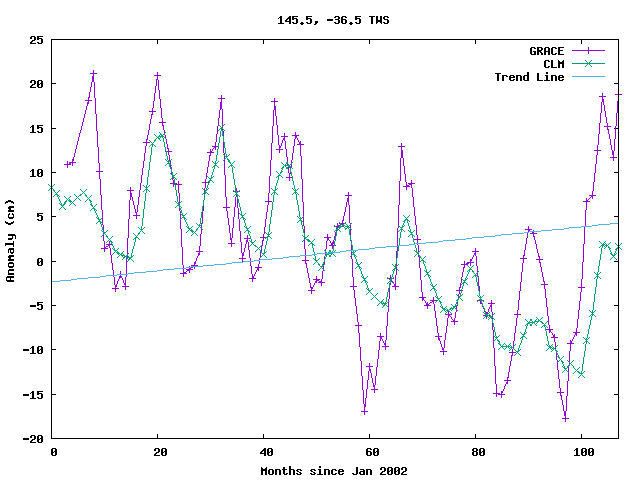 145.5, -36.5 TWS
GRACE
CLM
Trend Line
25
20
15
10
5
0
-5
-10
-15
-20
Anomaly (cm)
0 20 40 60 80 100
Months since Jan 2002